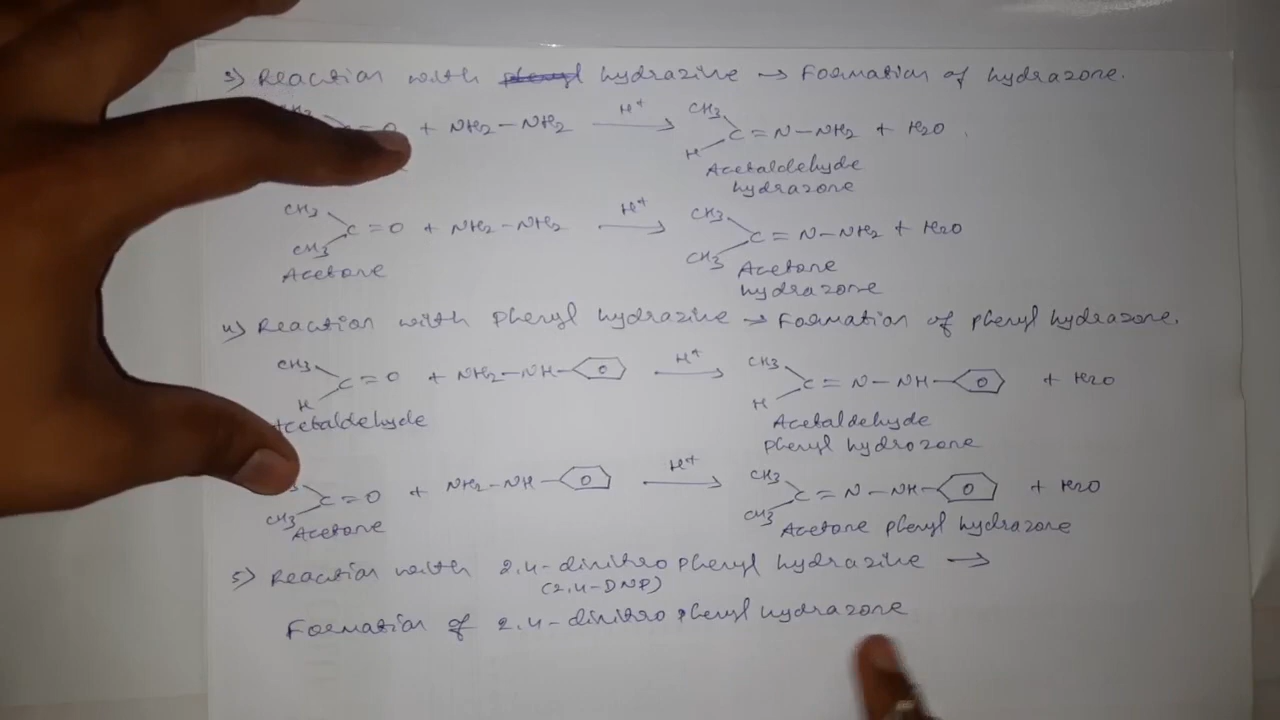 3) Reaction with hydrazine → Formation of hydrazone.
CH3 C=O + NH2–NH2 H+ → CH3 H C=N–NH2 + H2O
Acetaldehyde
hydrazone
CH3 CH3 C=O + NH2–NH2 H+ → CH3 CH3 C=N–NH2 + H2O
Acetone Acetone
hydrazone
4) Reaction with phenyl hydrazine → Formation of phenyl hydrazone.
CH3 H C=O + NH2–NH– H+ → CH3 H C=N–NH– + H2O
Acetaldehyde Acetaldehyde
phenyl hydrozone
CH3 C=O + NH2–NH– H+ → CH3 CH3 C=N–NH– + H2O
Acetone Acetone phenyl hydrazone
5) Reaction with 2,4-dinitro phenyl hydrazine →
(2,4-DNP)
Formation of 2,4-dinitro phenyl hydrazone